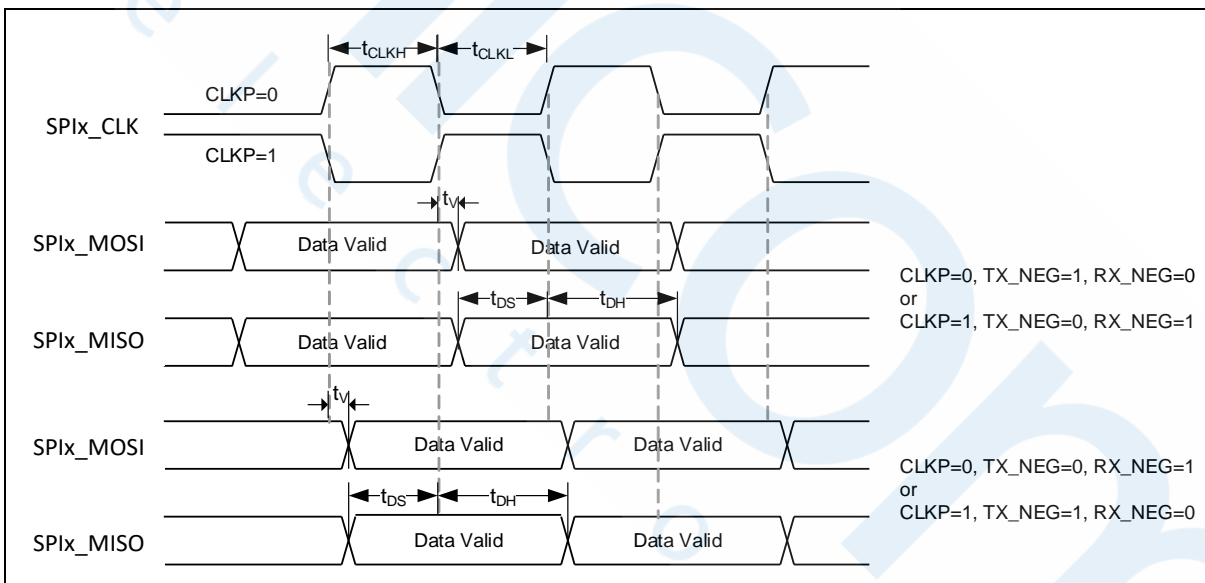 tCLKH tCLKL
CLKP=0
SPIx_CLK
CLKP=1
tV
SPIx_MOSI Data Valid Data Valid
CLKP=0, TX_NEG=1, RX_NEG=0
or
CLKP=1, TX_NEG=0, RX_NEG=1
tDS tDH
SPIx_MISO Data Valid Data Valid
tV
SPIx_MOSI Data Valid Data Valid
CLKP=0, TX_NEG=0, RX_NEG=1
or
CLKP=1, TX_NEG=1, RX_NEG=0
tDS tDH
SPIx_MISO Data Valid Data Valid